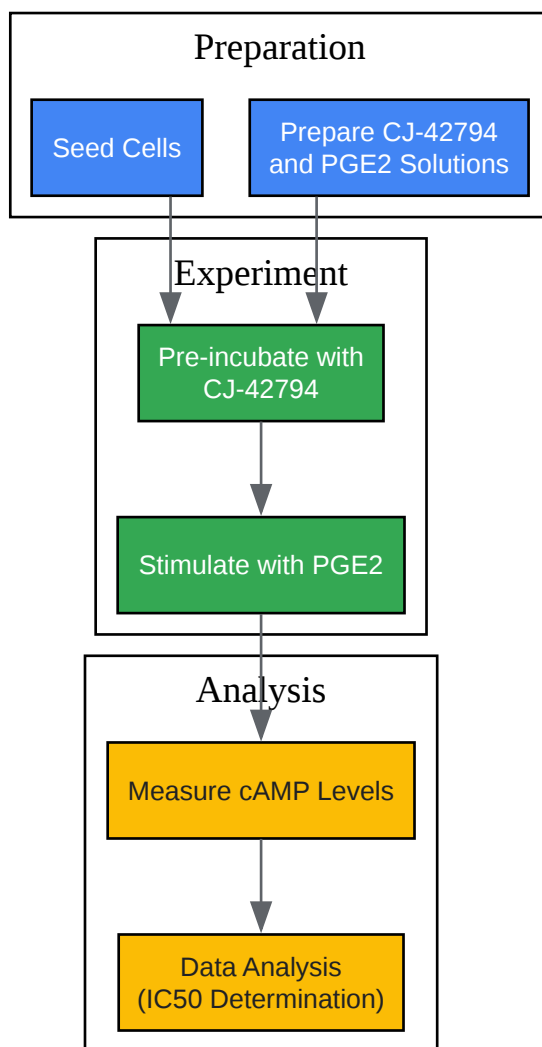 Preparation
Seed Cells
Prepare CJ-42794
and PGE2 Solutions
Experiment
Pre-incubate with
CJ-42794
Stimulate with PGE2
Analysis
Measure cAMP Levels
Data Analysis
(IC50 Determination)